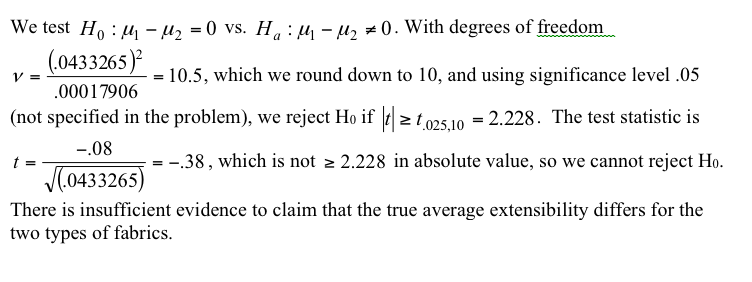 We test H₀ : μ₁ − μ₂ = 0 vs. Hₐ : μ₁ − μ₂ ≠ 0. With degrees of freedom
ν = (.0433265)² / .00017906 = 10.5, which we round down to 10, and using significance level .05
(not specified in the problem), we reject H₀ if |t| ≥ t.₀₂₅,₁₀ = 2.228. The test statistic is
t = −.08 / √(.0433265) = −.38, which is not ≥ 2.228 in absolute value, so we cannot reject H₀.
There is insufficient evidence to claim that the true average extensibility differs for the
two types of fabrics.